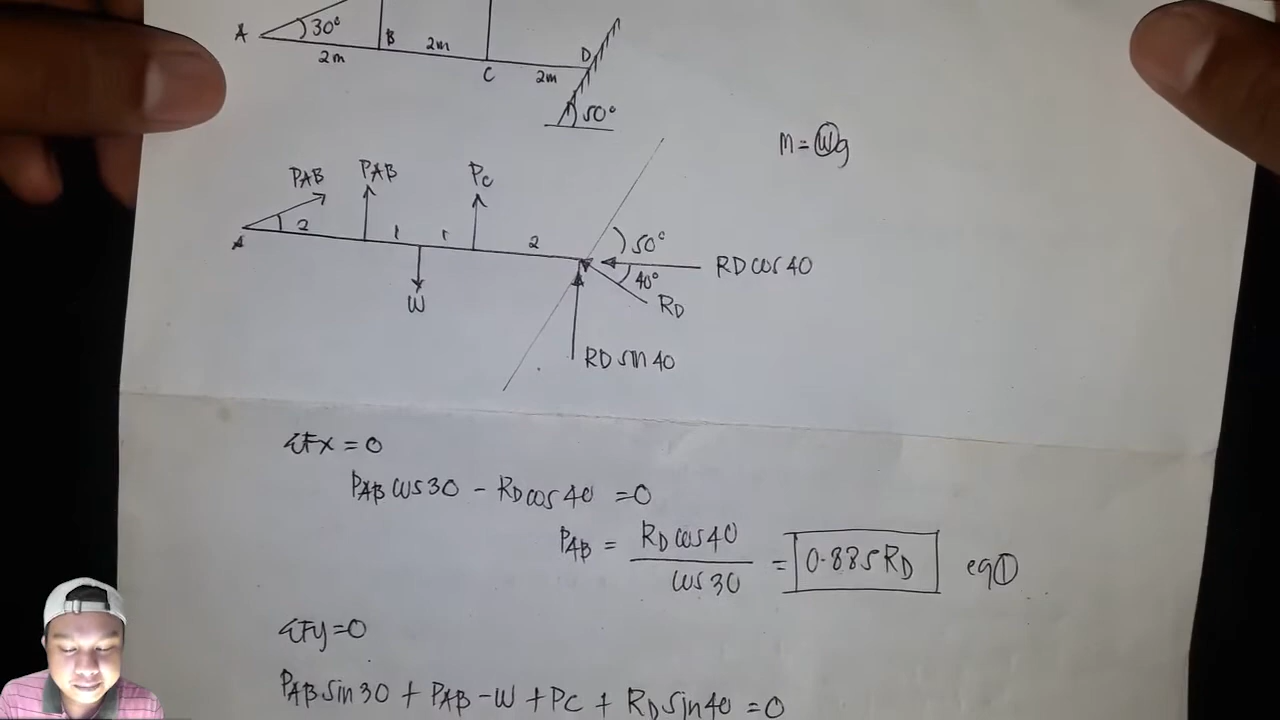 A 30° B 2m D
2m C 2m
50°
m = Wg
PAB PAB PC
2 1 1 2 50°
A RD cos 40
40°
W RD
RD sin 40
ΣFx = 0
PAB cos 30 - RD cos 40 = 0
PAB = RD cos 40 / cos 30 = 0.885 RD eq 1
ΣFy = 0
PAB sin 30 + PAB - W + PC + RD sin 40 = 0